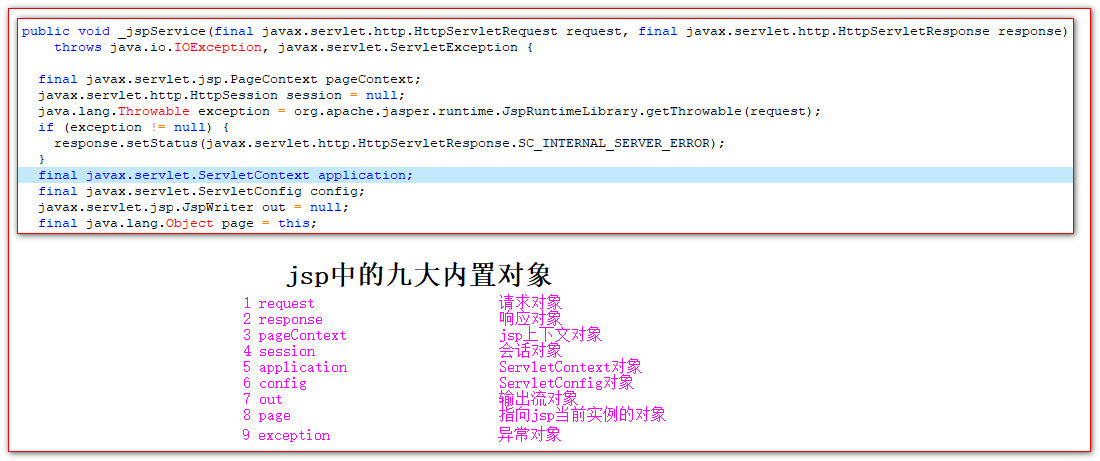 public void _jspService(final javax.servlet.http.HttpServletRequest request, final javax.servlet.http.HttpServletResponse response)
throws java.io.IOException, javax.servlet.ServletException {
final javax.servlet.jsp.PageContext pageContext;
javax.servlet.http.HttpSession session = null;
java.lang.Throwable exception = org.apache.jasper.runtime.JspRuntimeLibrary.getThrowable(request);
if (exception != null) {
response.setStatus(javax.servlet.http.HttpServletResponse.SC_INTERNAL_SERVER_ERROR);
}
final javax.servlet.ServletContext application;
final javax.servlet.ServletConfig config;
javax.servlet.jsp.JspWriter out = null;
final java.lang.Object page = this;
jsp中的九大内置对象
1 request 请求对象
2 response 响应对象
3 pageContext jsp上下文对象
4 session 会话对象
5 application ServletContext对象
6 config ServletConfig对象
7 out 输出流对象
8 page 指向jsp当前实例的对象
9 exception 异常对象